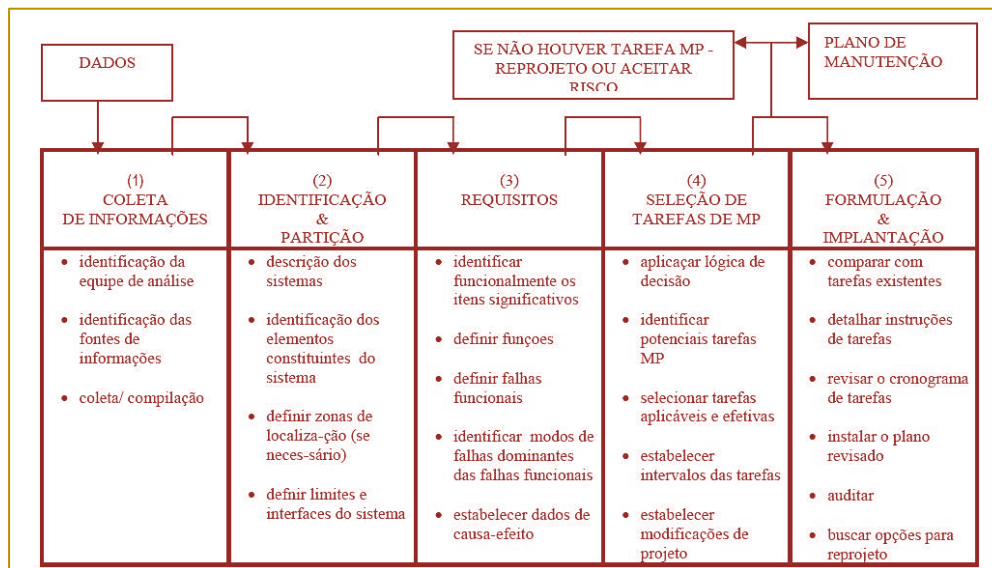 DADOS
SE NÃO HOUVER TAREFA MP -
REPROJETO OU ACEITAR
RISCO
PLANO DE
MANUTENÇÃO
(1)
COLETA
DE INFORMAÇÕES
(2)
IDENTIFICAÇÃO
&
PARTIÇÃO
(3)
REQUISITOS
(4)
SELEÇÃO DE
TAREFAS DE MP
(5)
FORMULAÇÃO
&
IMPLANTAÇÃO
• identificação da
equipe de análise
• identificação das
fontes de
informações
• coleta/ compilação
• descrição dos
sistemas
• identificação dos
elementos
constituintes do
sistema
• definir zonas de
localiza-ção (se
neces-sário)
• defnir limites e
interfaces do sistema
• identificar
funcionalmente os
itens significativos
• definir funçoes
• definir falhas
funcionais
• identificar modos de
falhas dominantes
das falhas funcionais
• estabelecer dados de
causa-efeito
• aplicaçar lógica de
decisão
• identificar
potenciais tarefas
MP
• selecionar tarefas
aplicáveis e efetivas
• estabelecer
intervalos das tarefas
• estabelecer
modificações de
projeto
• comparar com
tarefas existentes
• detalhar instruções
de tarefas
• revisar o cronograma
de tarefas
• instalar o plano
revisado
• auditar
• buscar opções para
reprojeto